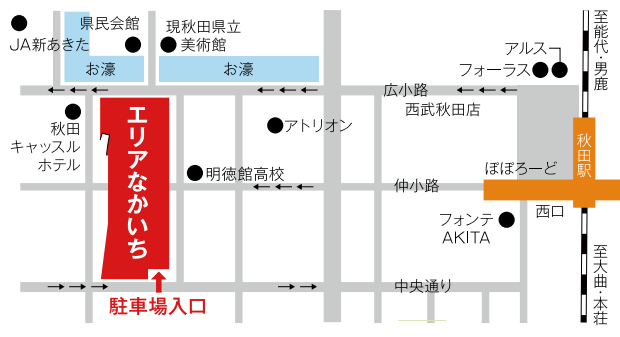 県民会館
現秋田県立
美術館
JA新あきた
お濠
お濠
アルス
フォーラス
至能代・男鹿
広小路
西武秋田店
秋田
キャッスル
ホテル
エリアなかいち
アトリオン
秋田駅
明徳館高校
ぽぽろーど
仲小路
西口
フォンテ
AKITA
中央通り
至大曲・本荘
駐車場入口